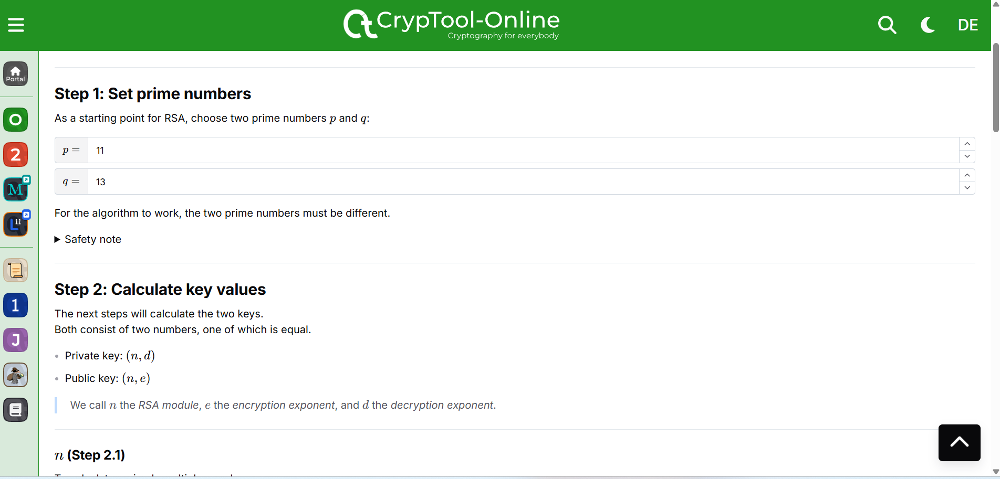 CrypTool-Online
Cryptography for everybody
DE
Portal
2
M
L 11
1
J
Step 1: Set prime numbers
As a starting point for RSA, choose two prime numbers p and q:
p = 11
q = 13
For the algorithm to work, the two prime numbers must be different.
Safety note
Step 2: Calculate key values
The next steps will calculate the two keys.
Both consist of two numbers, one of which is equal.
Private key: (n, d)
Public key: (n, e)
We call n the RSA module, e the encryption exponent, and d the decryption exponent.
n (Step 2.1)